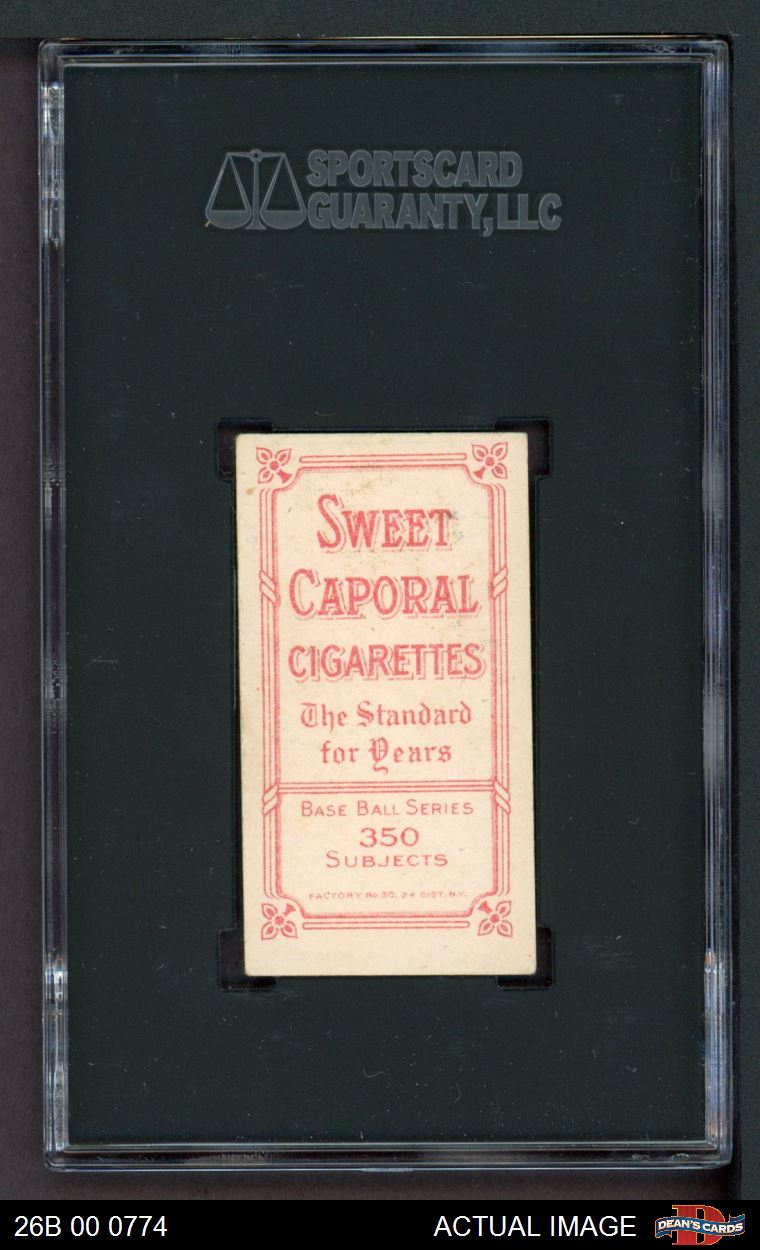 SPORTSCARD
GUARANTY, LLC
SWEET
CAPORAL
CIGARETTES
The Standard
for Years
BASE BALL SERIES
350
SUBJECTS
FACTORY No. 30, 2d DIST. N.Y.
26B 00 0774 ACTUAL IMAGE DEAN'S CARDS